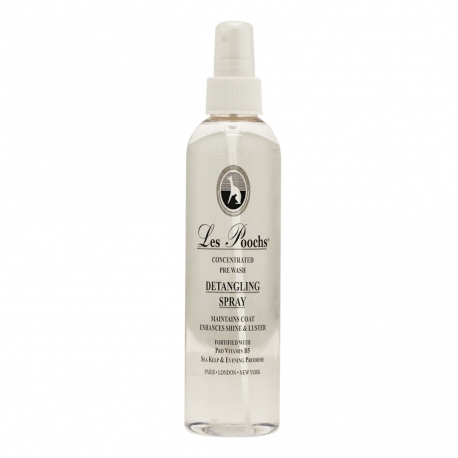 Les Poochs®
CONCENTRATED
PRE WASH
DETANGLING
SPRAY
MAINTAINS COAT
ENHANCES SHINE & LUSTER
FORTIFIED WITH
PRO VITAMIN B5
SEA KELP & EVENING PRIMROSE
PARIS • LONDON • NEW YORK